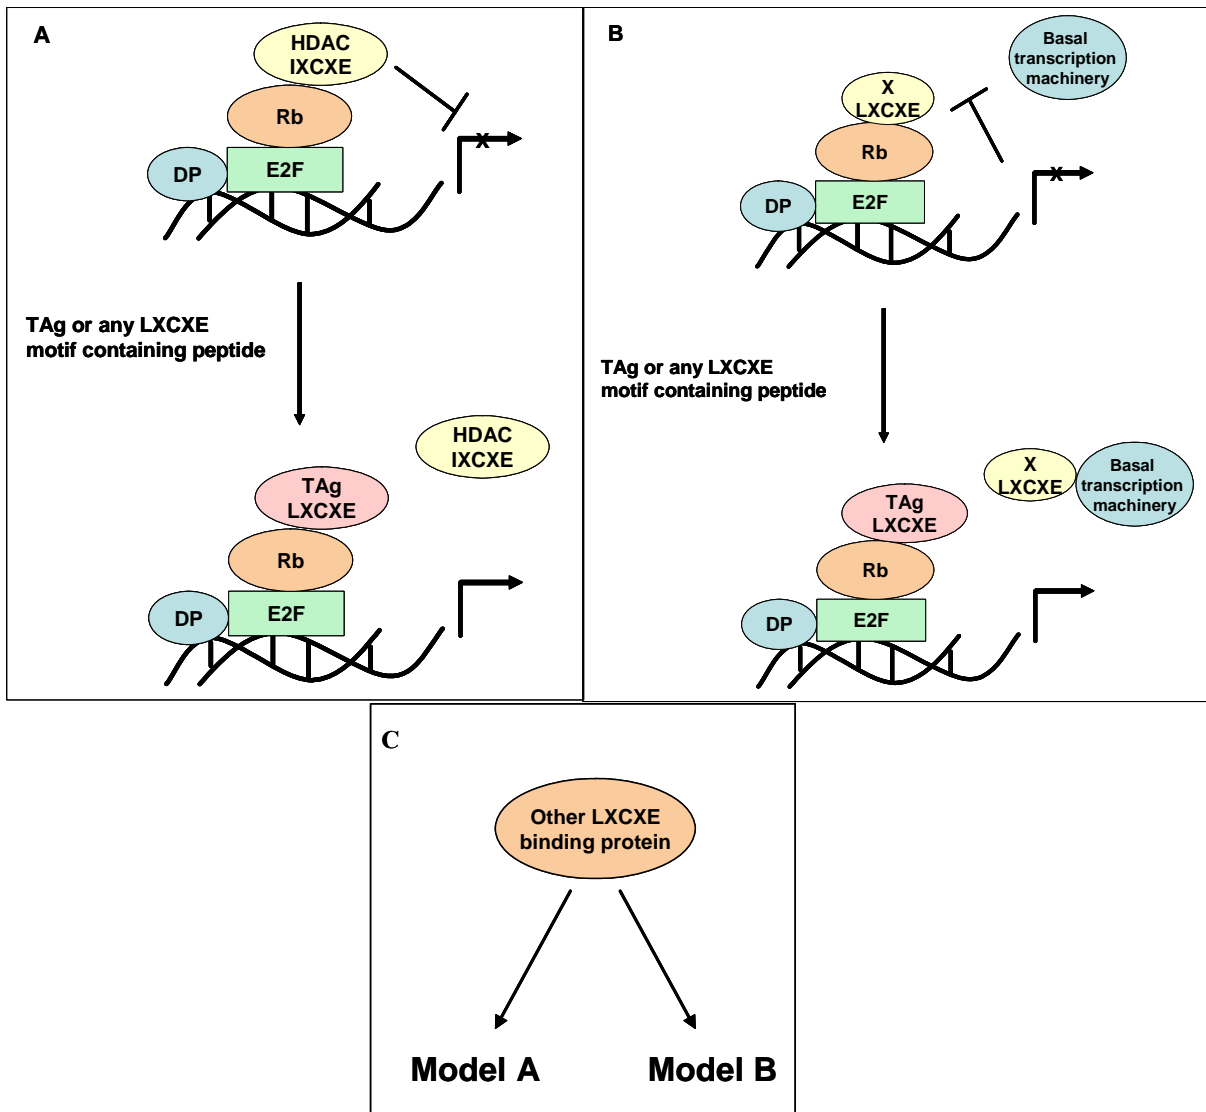 A
HDAC
IXCXE
Rb
DP
E2F
X
TAg or any LXCXE
motif containing peptide
HDAC
IXCXE
TAg
LXCXE
Rb
DP
E2F
B
Basal
transcription
machinery
X
LXCXE
Rb
DP
E2F
X
TAg or any LXCXE
motif containing peptide
X
LXCXE
Basal
transcription
machinery
TAg
LXCXE
Rb
DP
E2F
C
Other LXCXE
binding protein
Model A
Model B